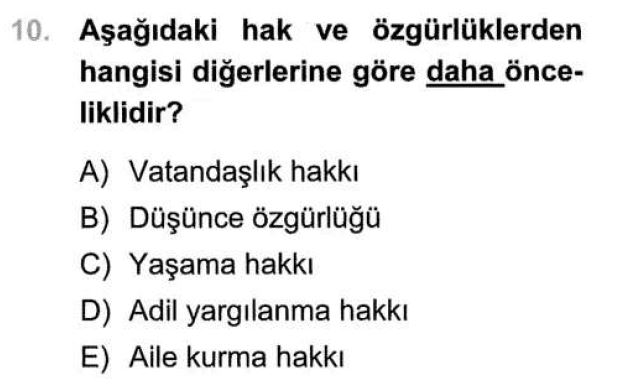 10. Aşağıdaki hak ve özgürlüklerden
hangisi diğerlerine göre daha önce-
liklidir?
A) Vatandaşlık hakkı
B) Düşünce özgürlüğü
C) Yaşama hakkı
D) Adil yargılanma hakkı
E) Aile kurma hakkı